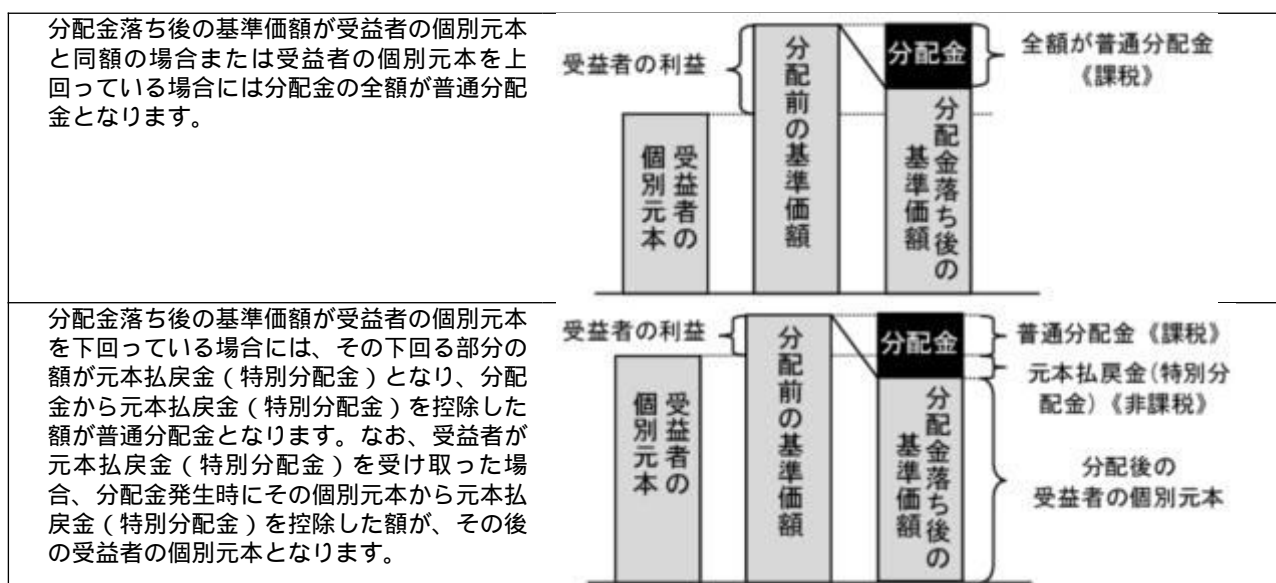 分配金落ち後の基準価額が受益者の個別元本
と同額の場合または受益者の個別元本を上
回っている場合には分配金の全額が普通分配
金となります。
受益者の利益
受益者の
個別元本
分配前の基準価額
分配金
分配金落ち後の
基準価額
全額が普通分配金
《課税》
分配金落ち後の基準価額が受益者の個別元本
を下回っている場合には、その下回る部分の
額が元本払戻金（特別分配金）となり、分配
金から元本払戻金（特別分配金）を控除した
額が普通分配金となります。なお、受益者が
元本払戻金（特別分配金）を受け取った場
合、分配金発生時にその個別元本から元本払
戻金（特別分配金）を控除した額が、その後
の受益者の個別元本となります。
受益者の利益
受益者の
個別元本
分配前の基準価額
分配金
分配金落ち後の
基準価額
普通分配金《課税》
元本払戻金(特別分
配金)《非課税》
分配後の
受益者の個別元本